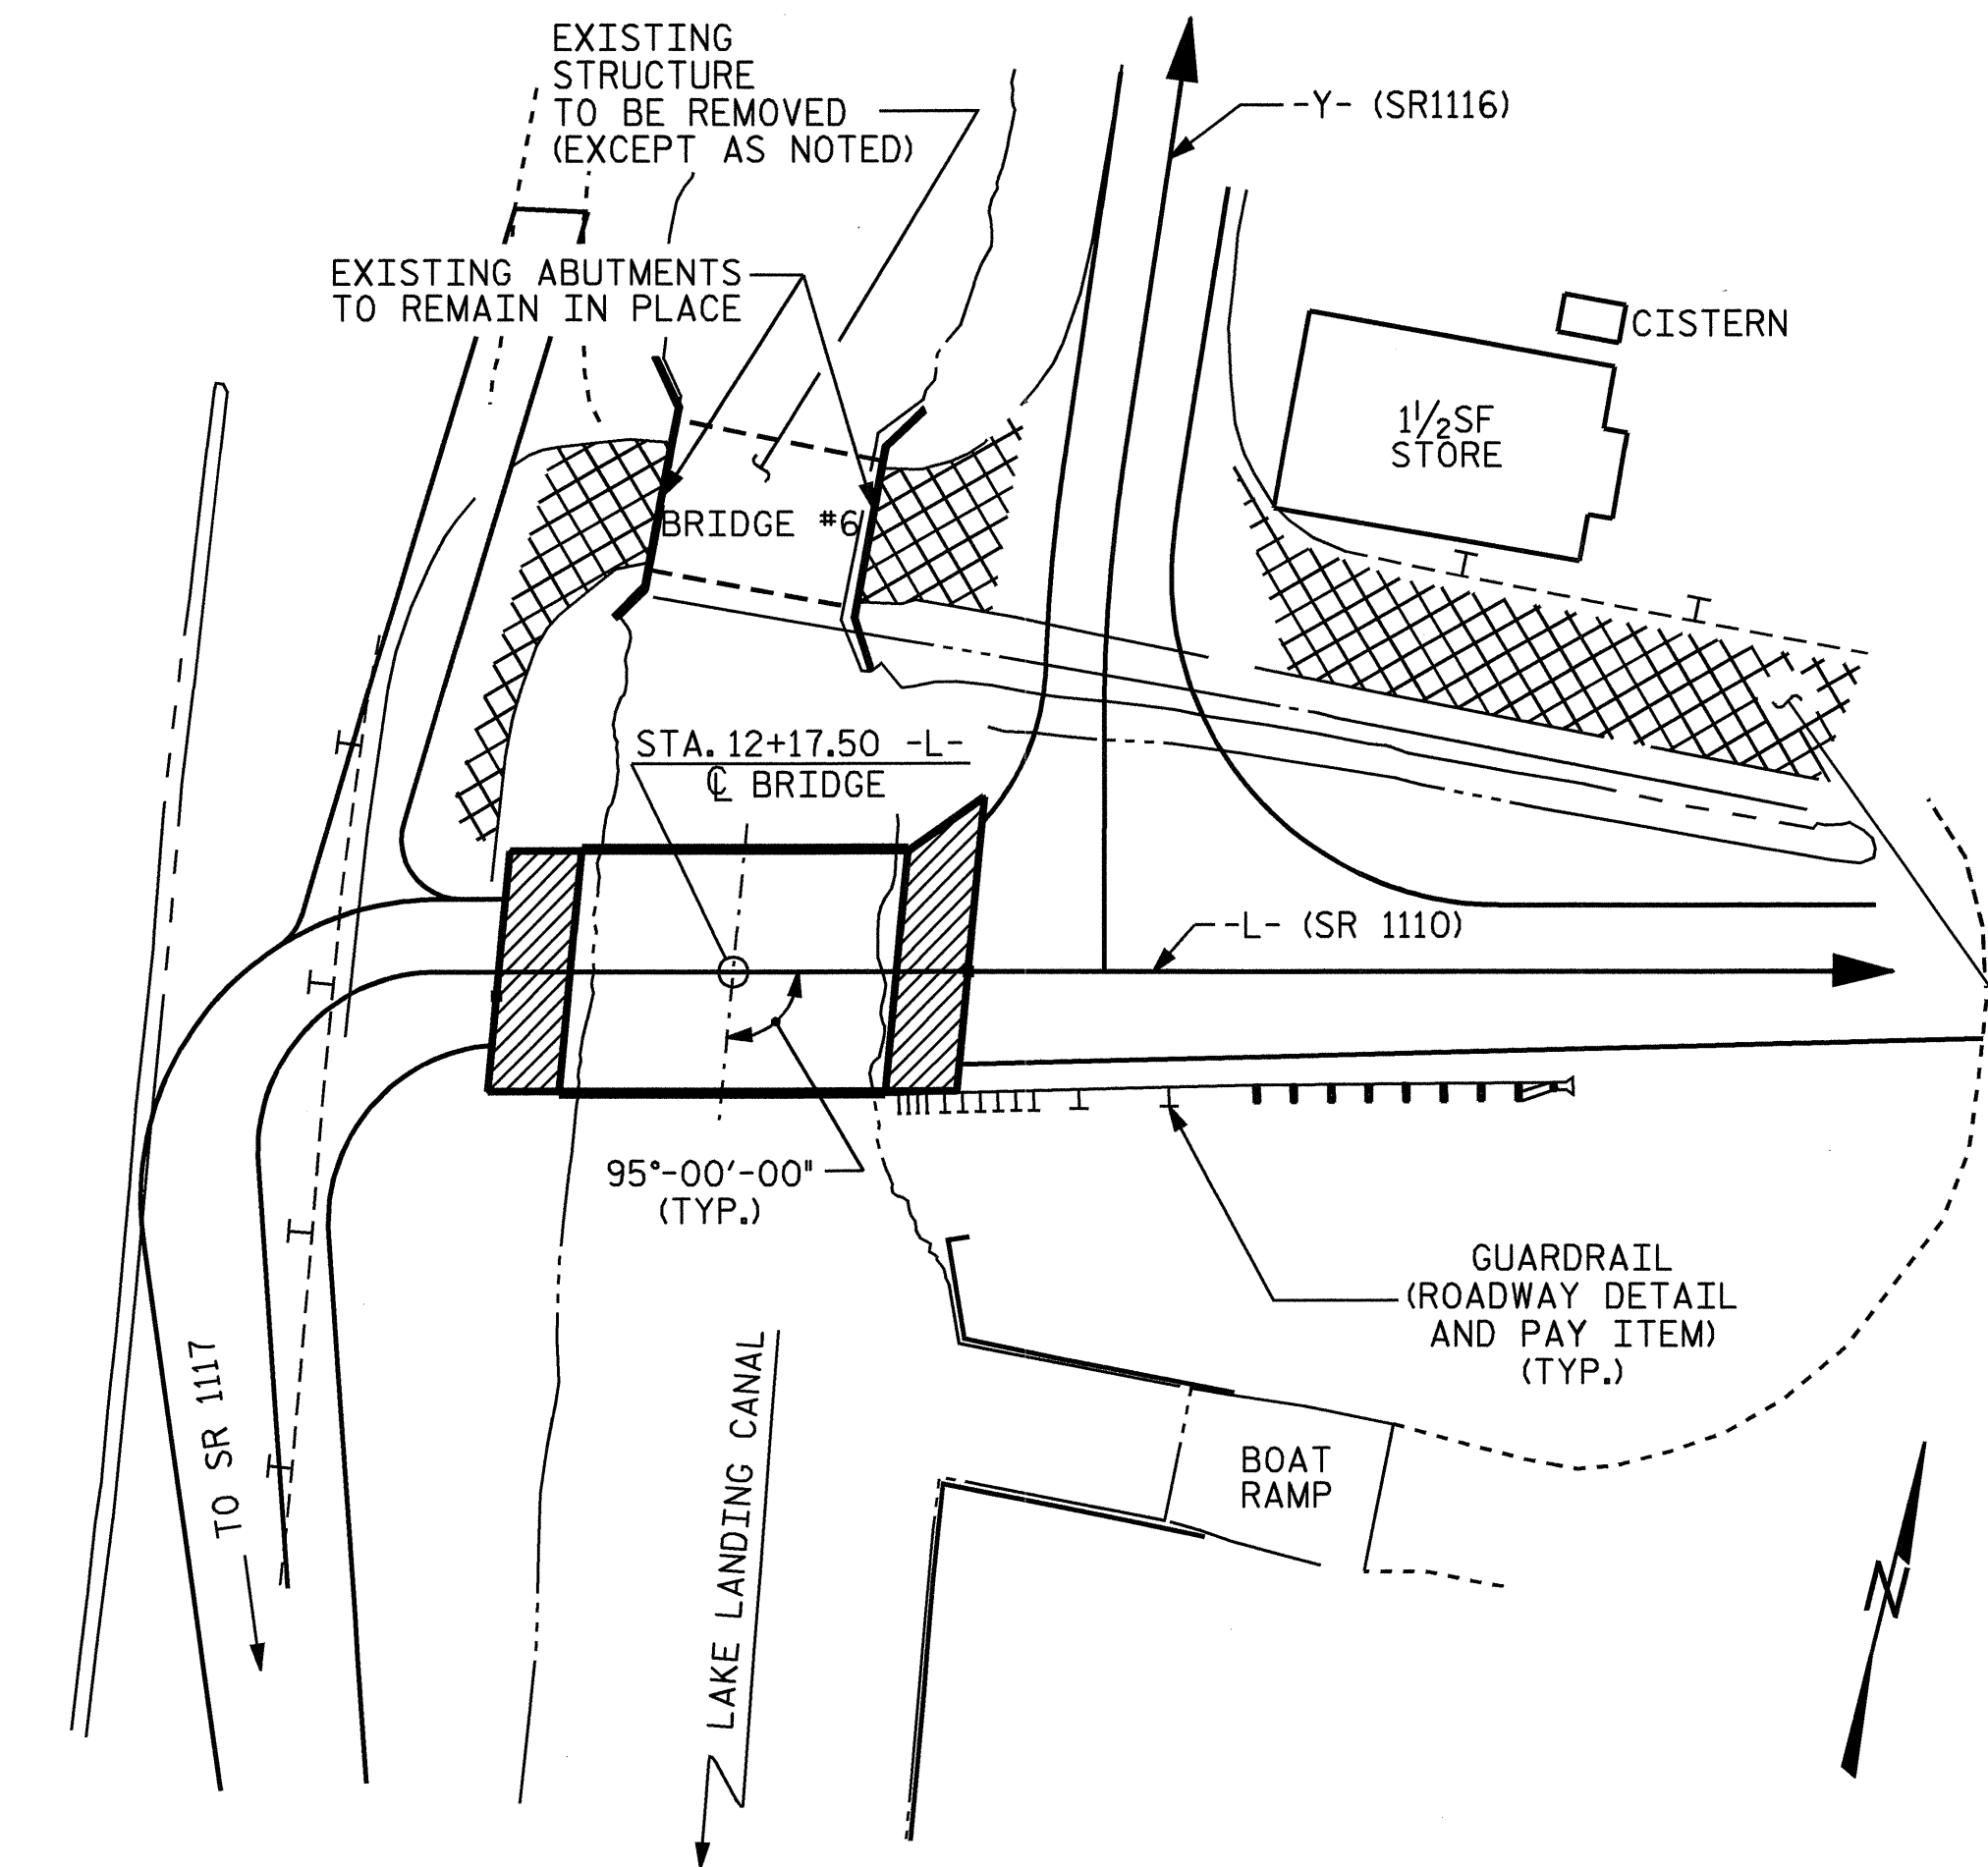 EXISTING
STRUCTURE
TO BE REMOVED
(EXCEPT AS NOTED)
-Y- (SR1116)
EXISTING ABUTMENTS
TO REMAIN IN PLACE
CISTERN
1½SF
STORE
BRIDGE #6
STA. 12+17.50 -L-
℄ BRIDGE
-L- (SR 1110)
95°-00'-00"
(TYP.)
GUARDRAIL
(ROADWAY DETAIL
AND PAY ITEM)
(TYP.)
TO SR 1117
LAKE LANDING CANAL
BOAT
RAMP
N